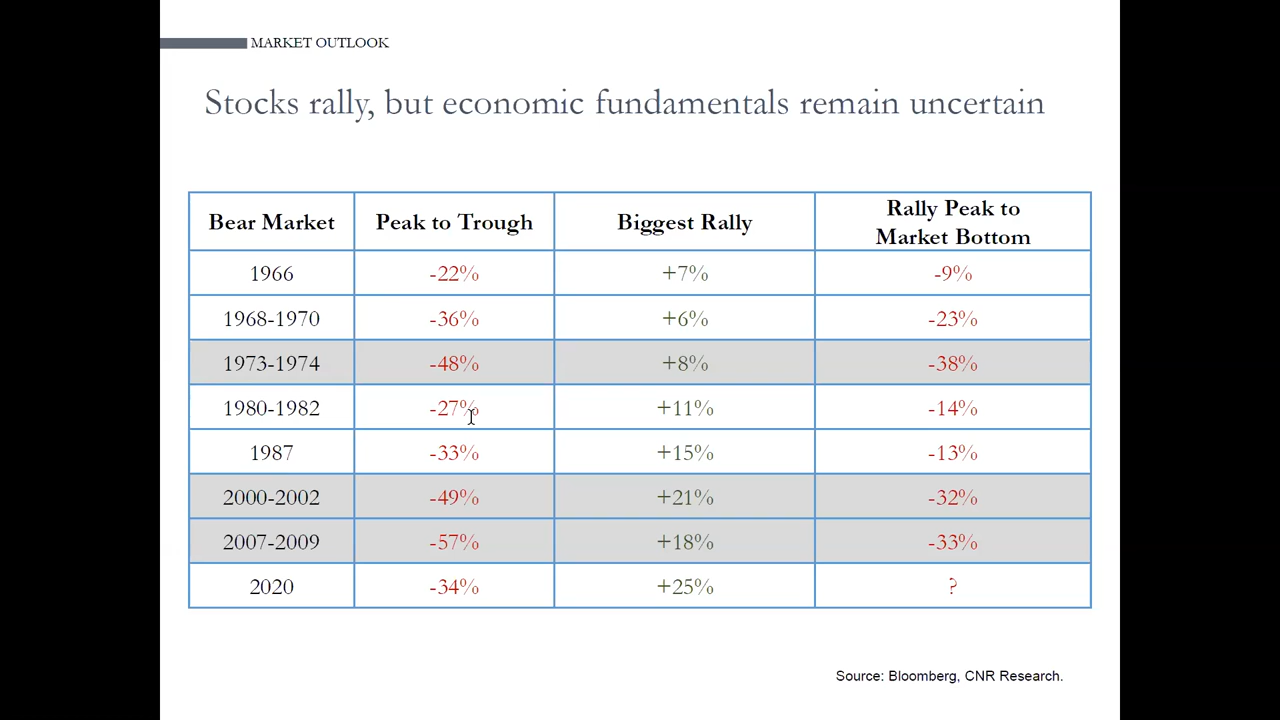 MARKET OUTLOOK
Stocks rally, but economic fundamentals remain uncertain
Bear Market Peak to Trough Biggest Rally Rally Peak to
Market Bottom
1966 -22% +7% -9%
1968-1970 -36% +6% -23%
1973-1974 -48% +8% -38%
1980-1982 -27% +11% -14%
1987 -33% +15% -13%
2000-2002 -49% +21% -32%
2007-2009 -57% +18% -33%
2020 -34% +25% ?
Source: Bloomberg, CNR Research.